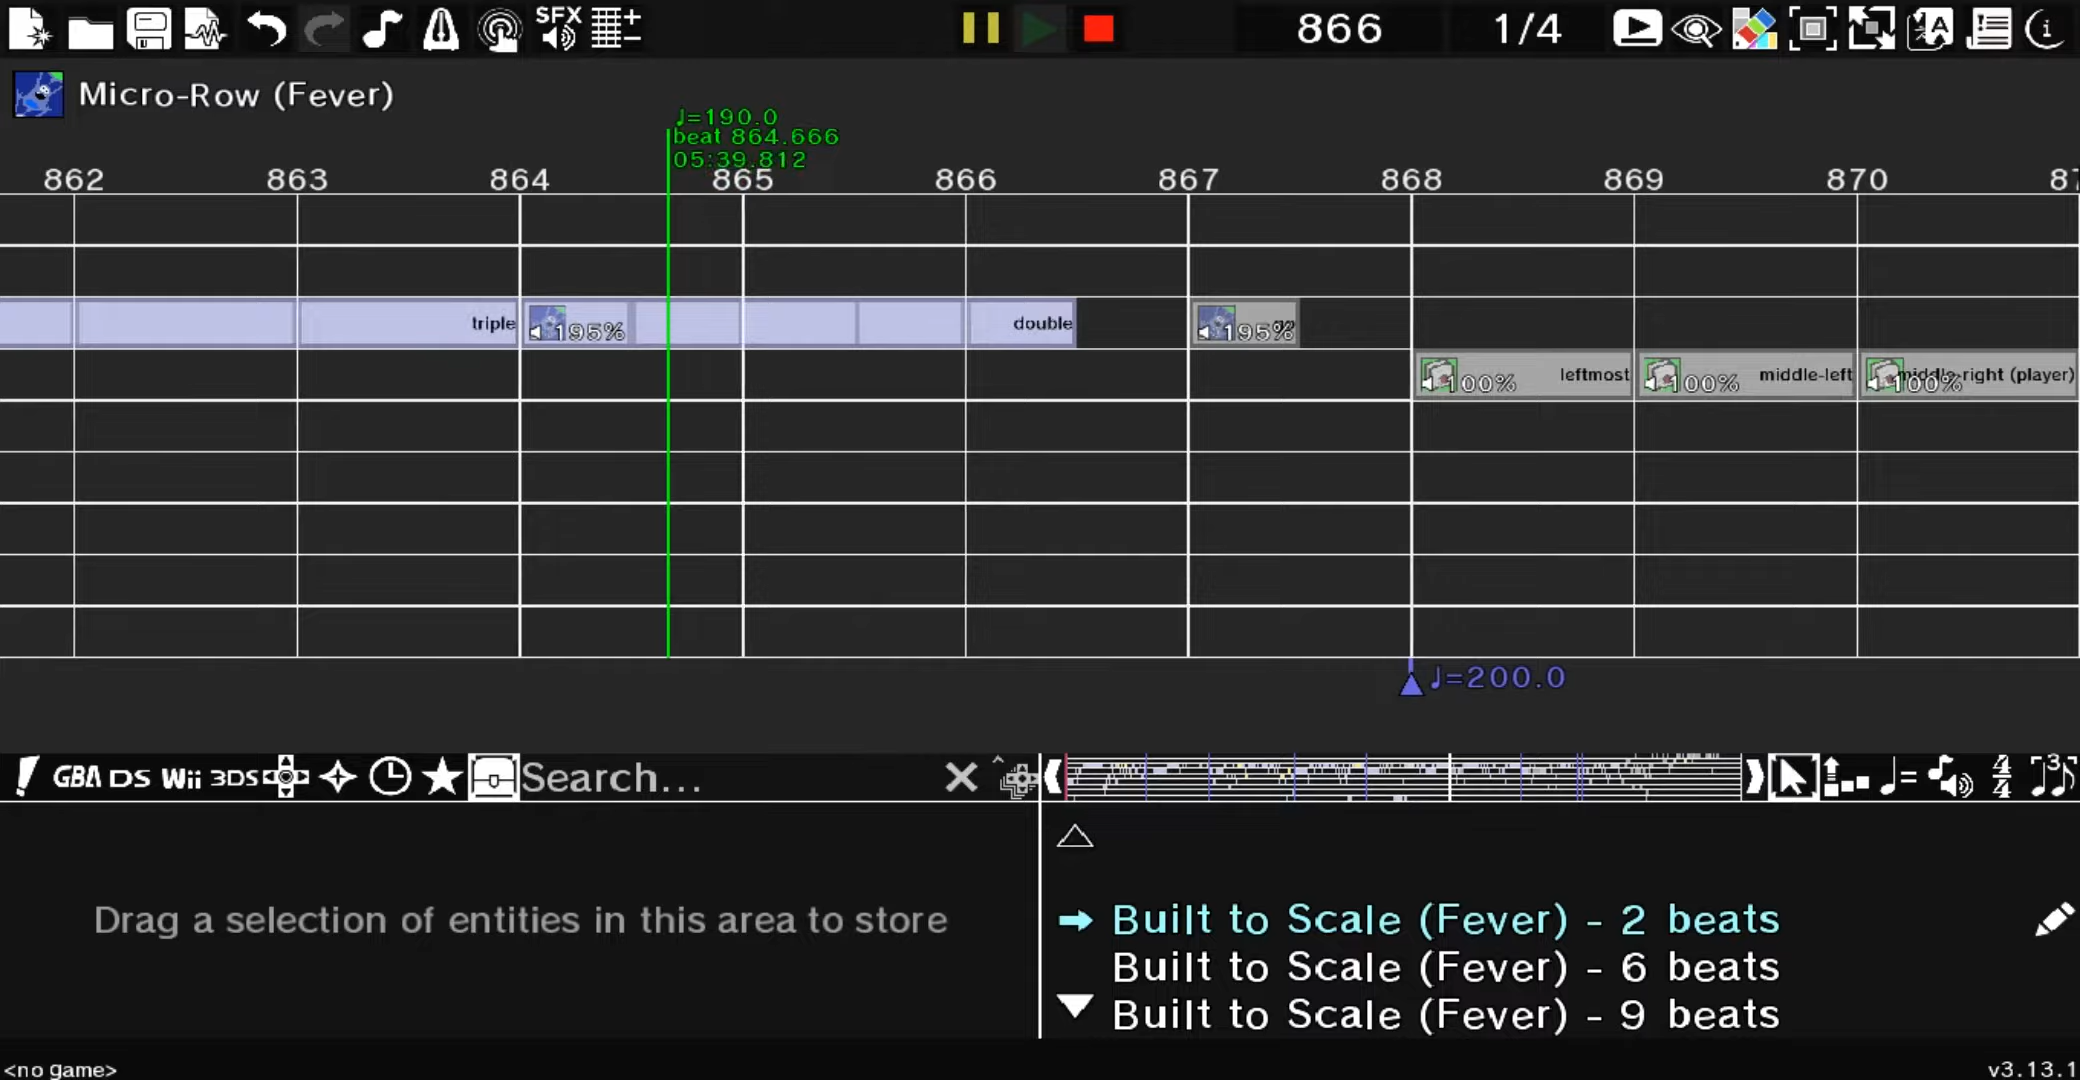 SFX
866
1/4
Micro-Row (Fever)
♩=190.0
beat 864.666
05:39.812
862 863 864 865 866 867 868 869 870
triple 195% double 195%
100% leftmost 100% middle-left 100% middle-right (player)
♩=200.0
GBA DS Wii 3DS Search...
Drag a selection of entities in this area to store
Built to Scale (Fever) - 2 beats
Built to Scale (Fever) - 6 beats
Built to Scale (Fever) - 9 beats
<no game>
v3.13.1